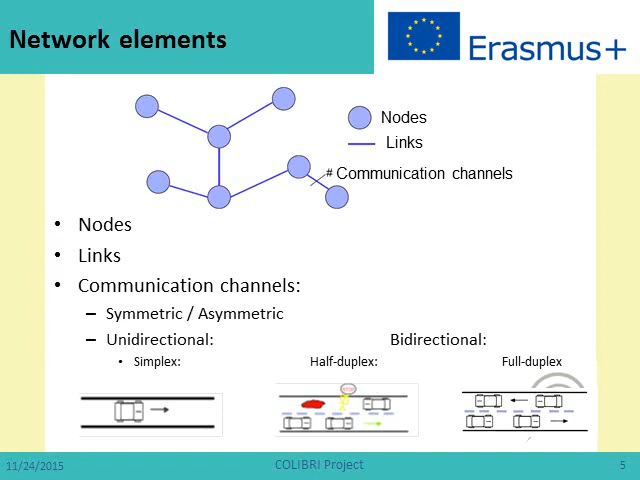 Network elements
Erasmus+
Nodes
Links
# Communication channels
• Nodes
• Links
• Communication channels:
– Symmetric / Asymmetric
– Unidirectional: Bidirectional:
• Simplex: Half-duplex: Full-duplex
11/24/2015 COLIBRI Project 5